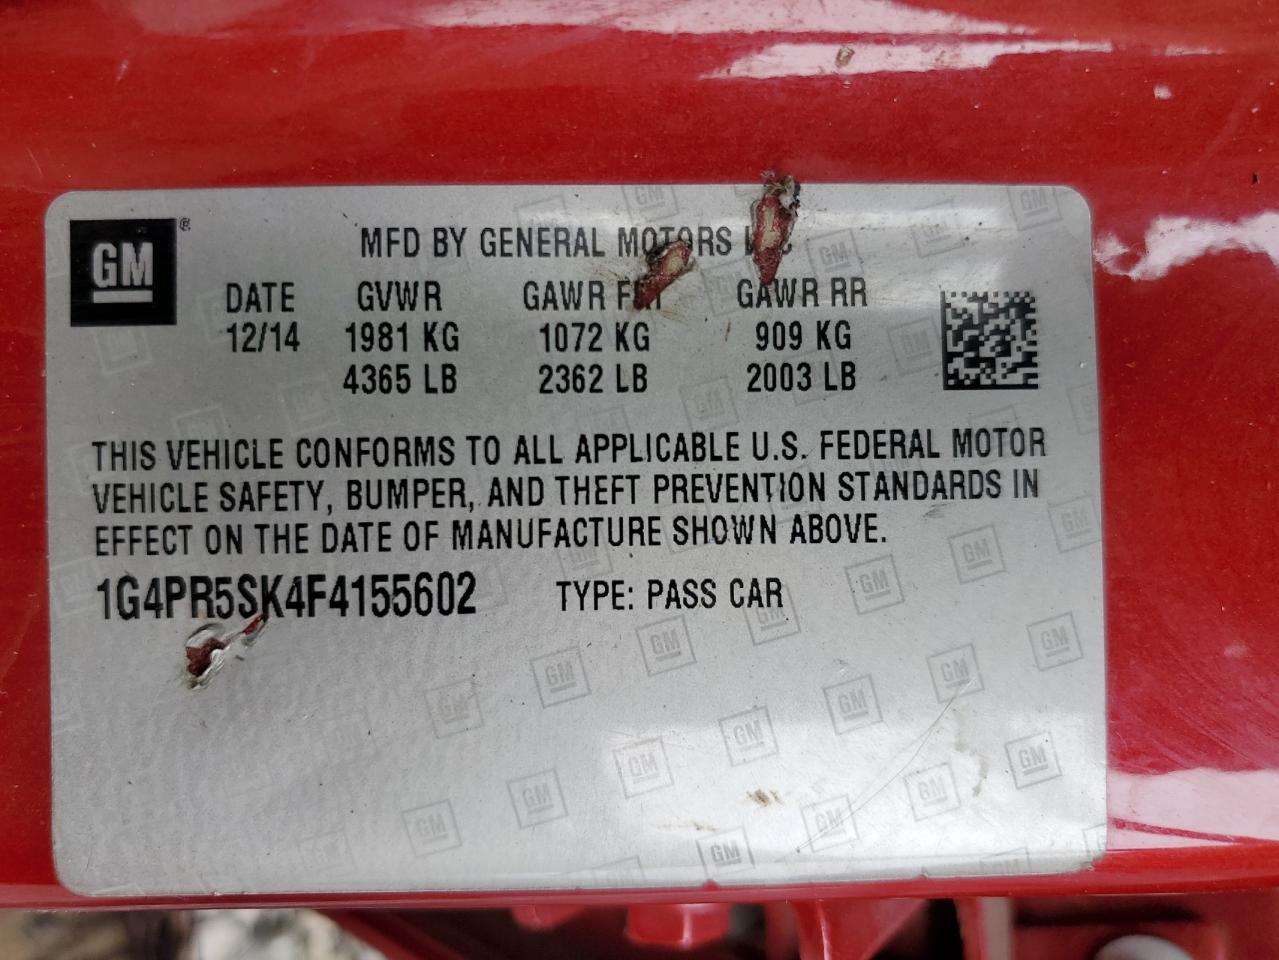 GM
MFD BY GENERAL MOTORS
DATE GVWR GAWR GAWR RR
12/14 1981 KG 1072 KG 909 KG
4365 LB 2362 LB 2003 LB
THIS VEHICLE CONFORMS TO ALL APPLICABLE U.S. FEDERAL MOTOR
VEHICLE SAFETY, BUMPER, AND THEFT PREVENTION STANDARDS IN
EFFECT ON THE DATE OF MANUFACTURE SHOWN ABOVE.
1G4PR5SK4F4155602 TYPE: PASS CAR